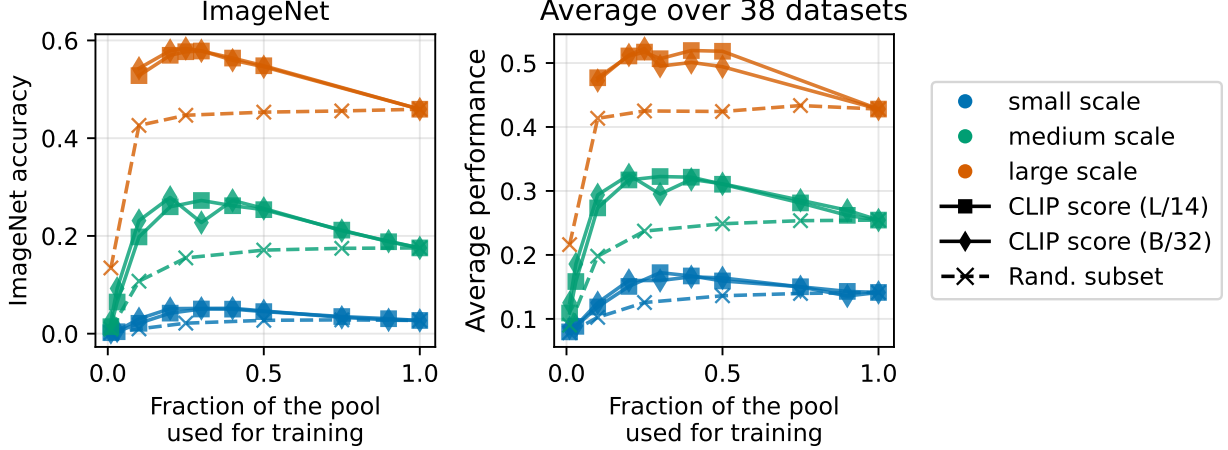 ImageNet
Average over 38 datasets
ImageNet accuracy
0.6
0.4
0.2
0.0
0.0
0.5
1.0
Fraction of the pool
used for training
Average performance
0.5
0.4
0.3
0.2
0.1
0.0
0.5
1.0
Fraction of the pool
used for training
small scale
medium scale
large scale
CLIP score (L/14)
CLIP score (B/32)
Rand. subset